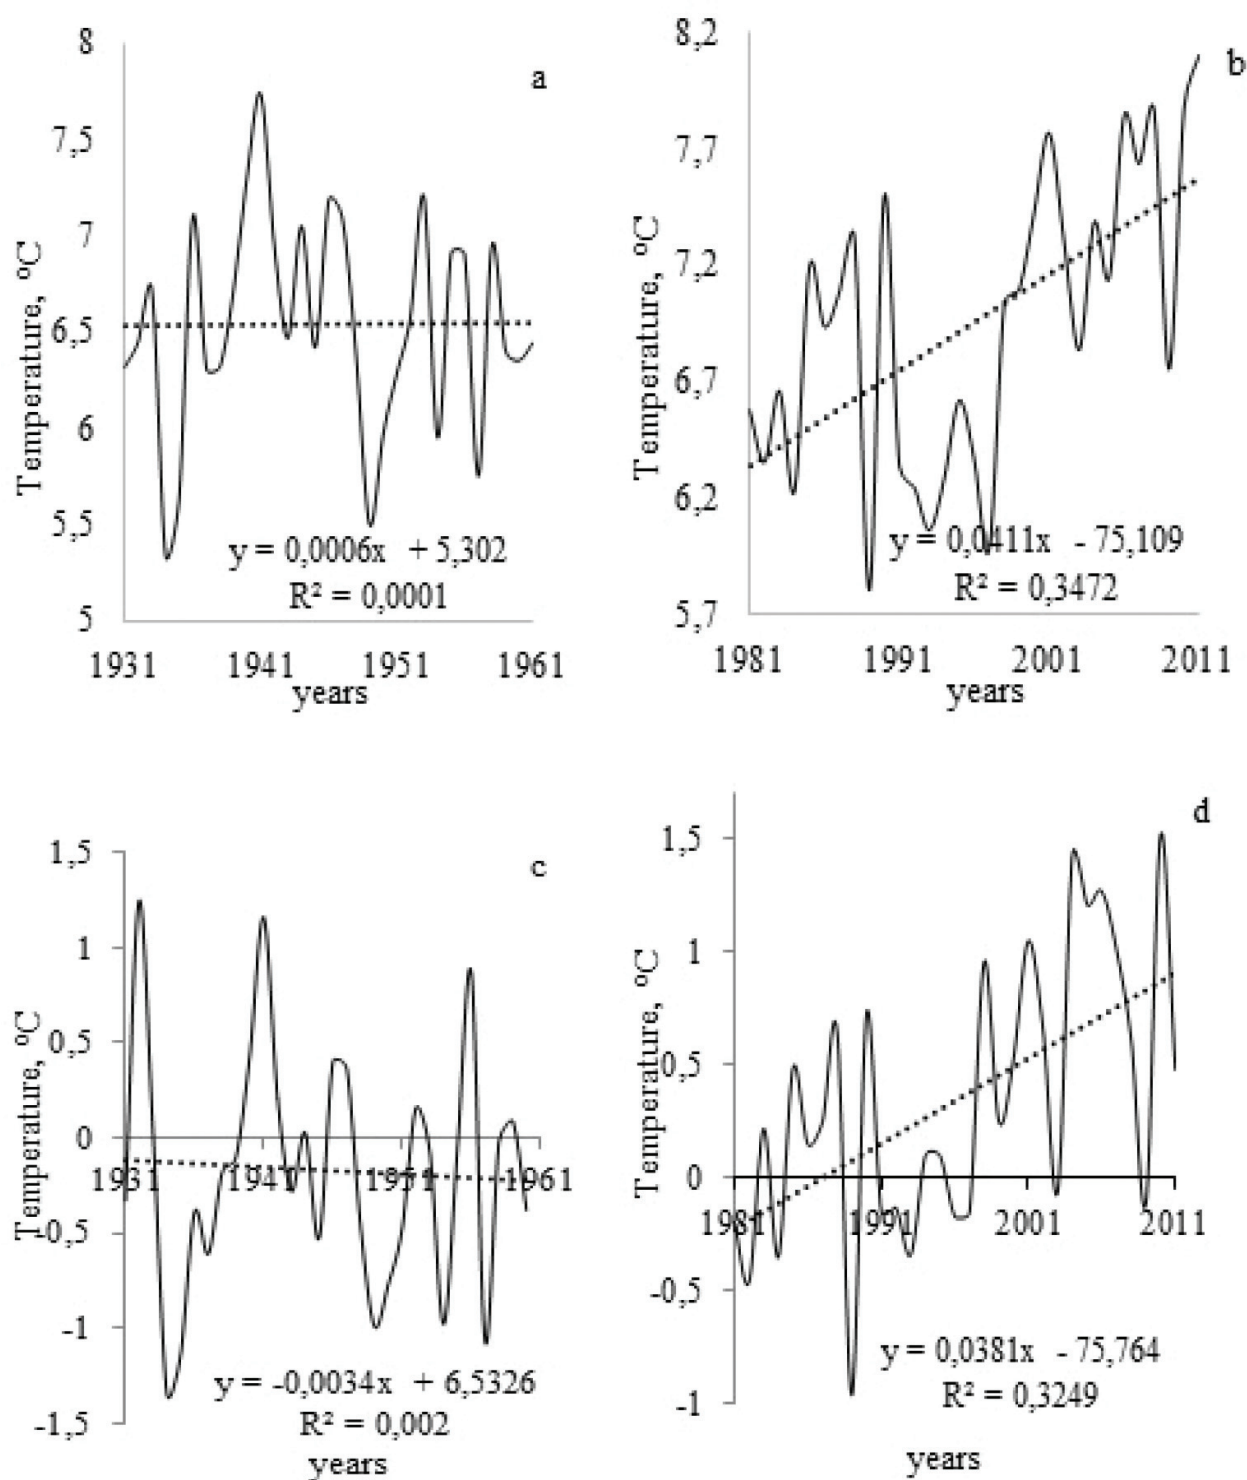 a
8
7,5
7
6,5
6
5,5
5
Temperature, ºC
y = 0,0006x + 5,302
R² = 0,0001
1931 1941 1951 1961
years
b
8,2
7,7
7,2
6,7
6,2
5,7
Temperature, ºC
y = 0,0411x - 75,109
R² = 0,3472
1981 1991 2001 2011
years
c
1,5
1
0,5
0
-0,5
-1
-1,5
Temperature, ºC
1931 1941 1951 1961
y = -0,0034x + 6,5326
R² = 0,002
years
d
1,5
1
0,5
0
-0,5
-1
Temperature, ºC
1981 1991 2001 2011
y = 0,0381x - 75,764
R² = 0,3249
years